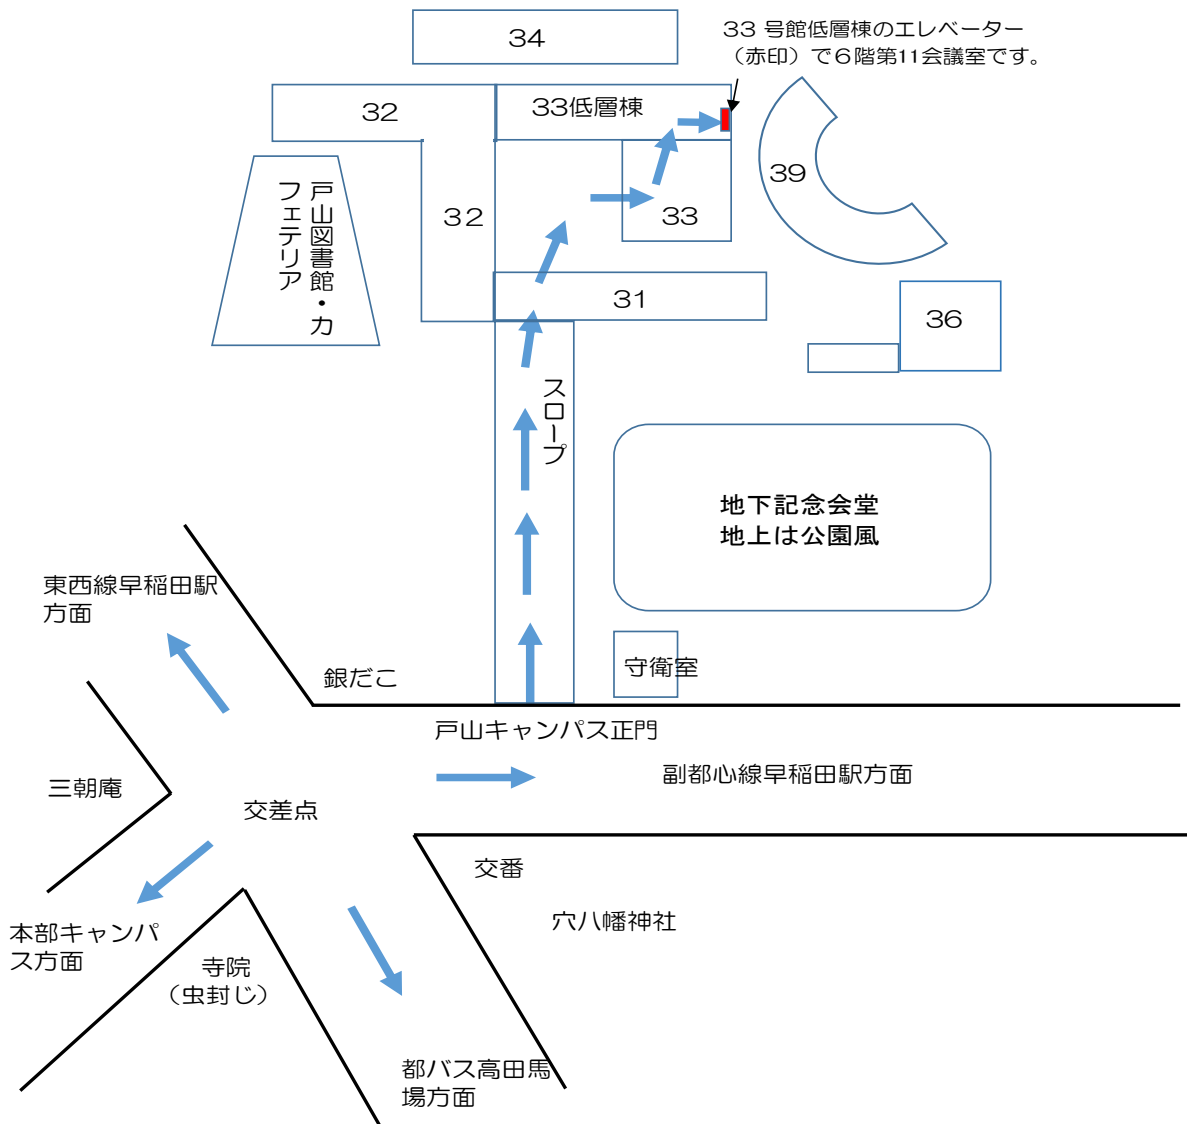 34
33 号館低層棟のエレベーター
（赤印）で６階第11会議室です。
32
33低層棟
39
戸山図書館・カ
フェテリア
32
33
31
36
スロープ
地下記念会堂
地上は公園風
東西線早稲田駅
方面
銀だこ
守衛室
戸山キャンパス正門
副都心線早稲田駅方面
三朝庵
交差点
交番
穴八幡神社
本部キャンパ
ス方面
寺院
（虫封じ）
都バス高田馬
場方面